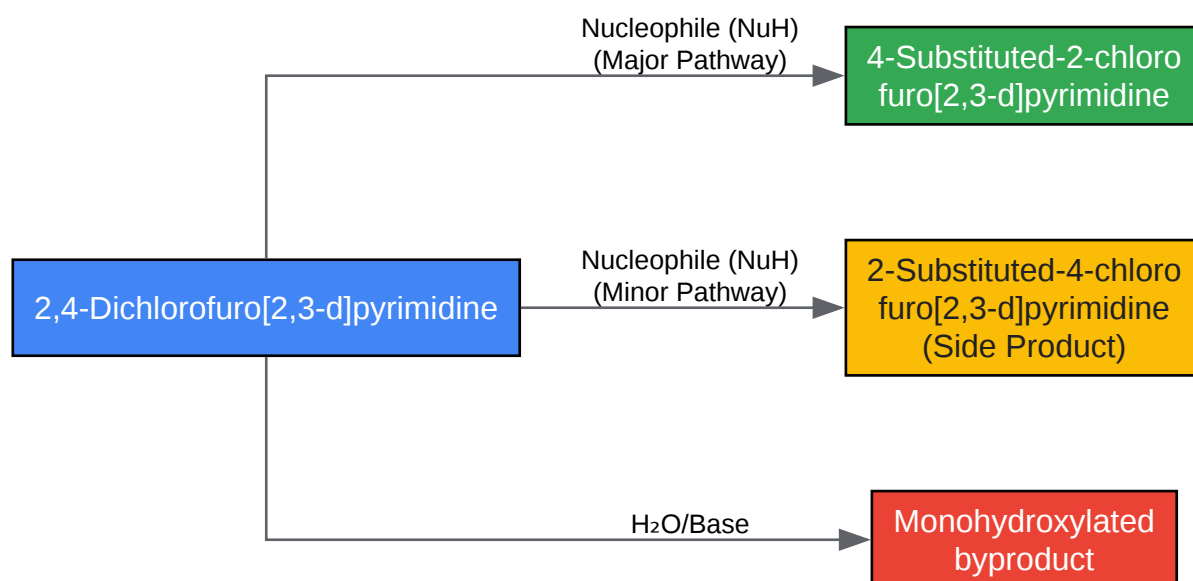 Nucleophile (NuH)
(Major Pathway)
4-Substituted-2-chloro
furo[2,3-d]pyrimidine
2,4-Dichlorofuro[2,3-d]pyrimidine
Nucleophile (NuH)
(Minor Pathway)
2-Substituted-4-chloro
furo[2,3-d]pyrimidine
(Side Product)
H₂O/Base
Monohydroxylated
byproduct